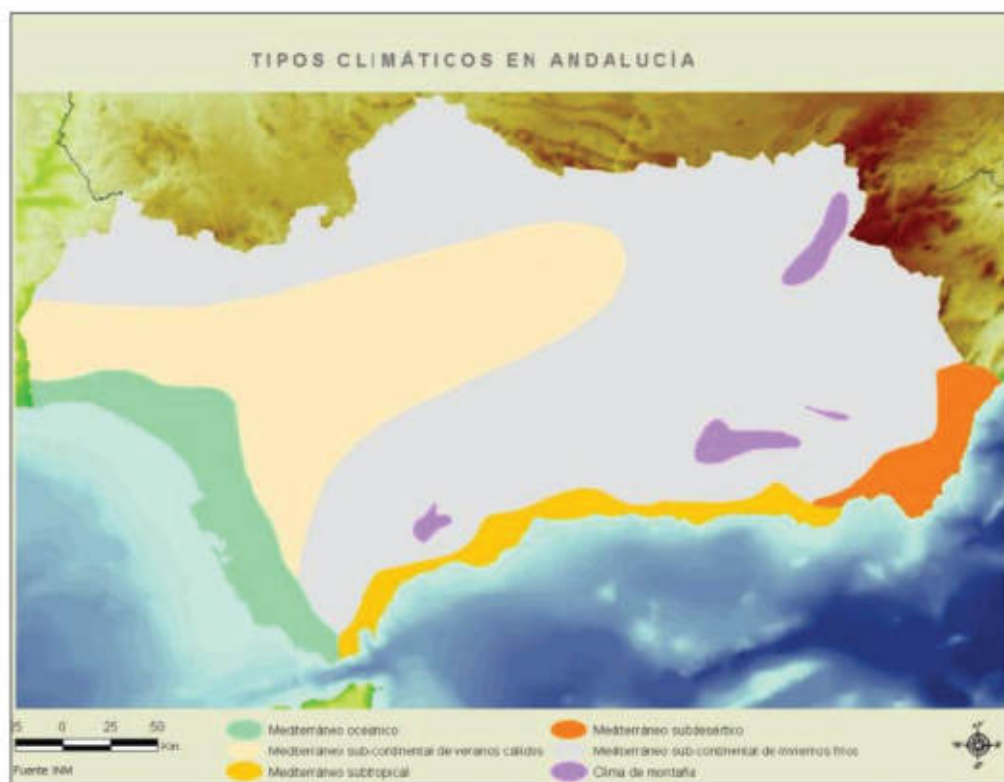 TIPOS CLIMÁTICOS EN ANDALUCÍA
25 0 25 50
Km.
Fuente: INM
Mediterráneo oceánico
Mediterráneo sub-continental de veranos cálidos
Mediterráneo subtropical
Mediterráneo subdesértico
Mediterráneo sub-continental de inviernos fríos
Clima de montaña